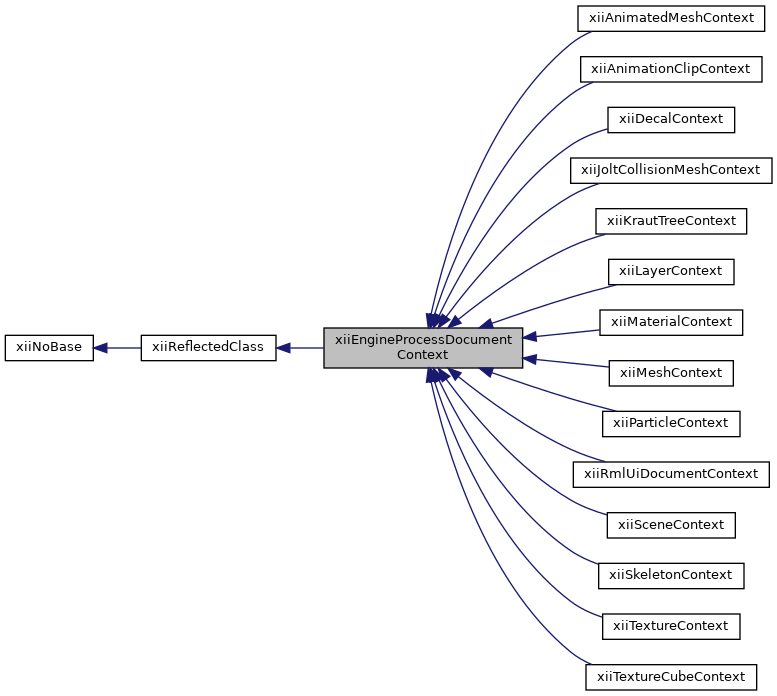 xiiNoBase
xiiReflectedClass
xiiEngineProcessDocument
Context
xiiAnimatedMeshContext
xiiAnimationClipContext
xiiDecalContext
xiiJoltCollisionMeshContext
xiiKrautTreeContext
xiiLayerContext
xiiMaterialContext
xiiMeshContext
xiiParticleContext
xiiRmlUiDocumentContext
xiiSceneContext
xiiSkeletonContext
xiiTextureContext
xiiTextureCubeContext